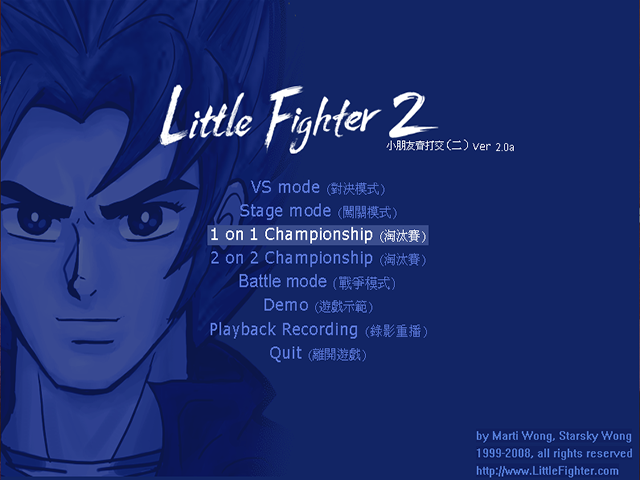 Little Fighter 2
小朋友齊打交(二) ver 2.0a
VS mode (對決模式)
Stage mode (闖關模式)
1 on 1 Championship (淘汰賽)
2 on 2 Championship (淘汰賽)
Battle mode (戰爭模式)
Demo (遊戲示範)
Playback Recording (錄影重播)
Quit (離開遊戲)
by Marti Wong, Starsky Wong
1999-2008, all rights reserved
http://www.LittleFighter.com